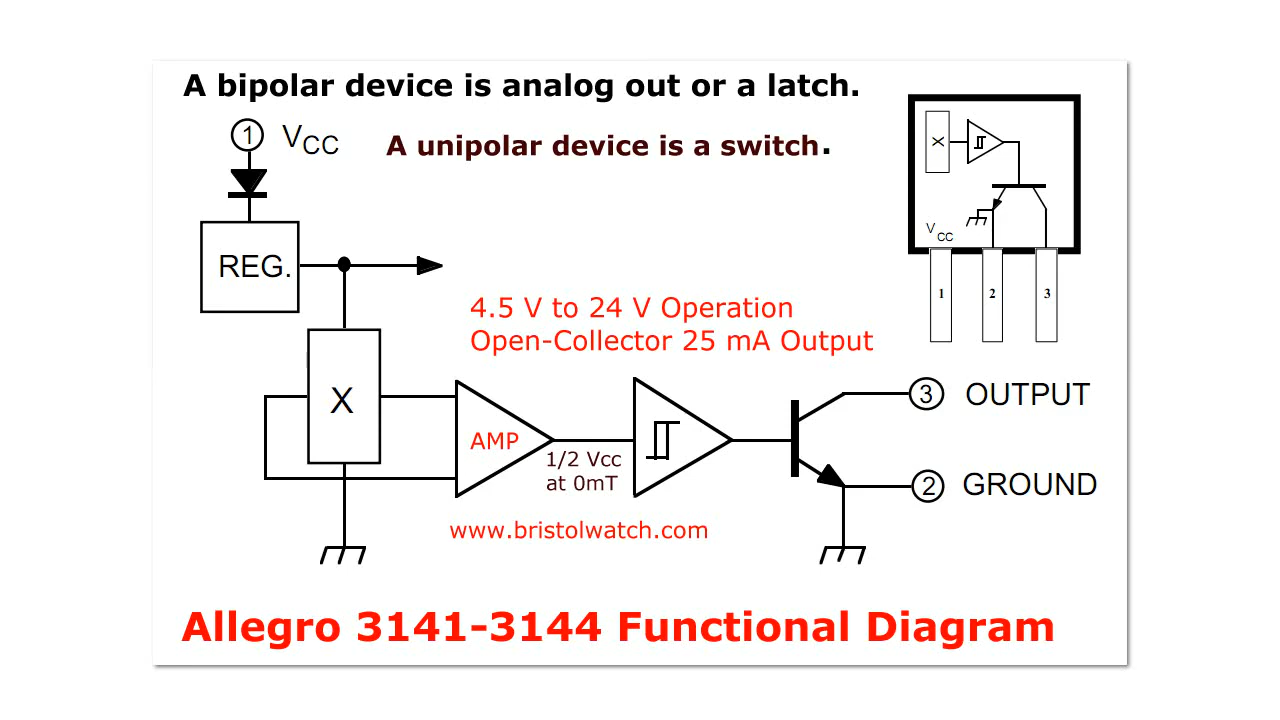 A bipolar device is analog out or a latch.
1 VCC
A unipolar device is a switch.
X
VCC
1 2 3
REG.
4.5 V to 24 V Operation
Open-Collector 25 mA Output
X
AMP
1/2 Vcc
at 0mT
3 OUTPUT
2 GROUND
www.bristolwatch.com
Allegro 3141-3144 Functional Diagram